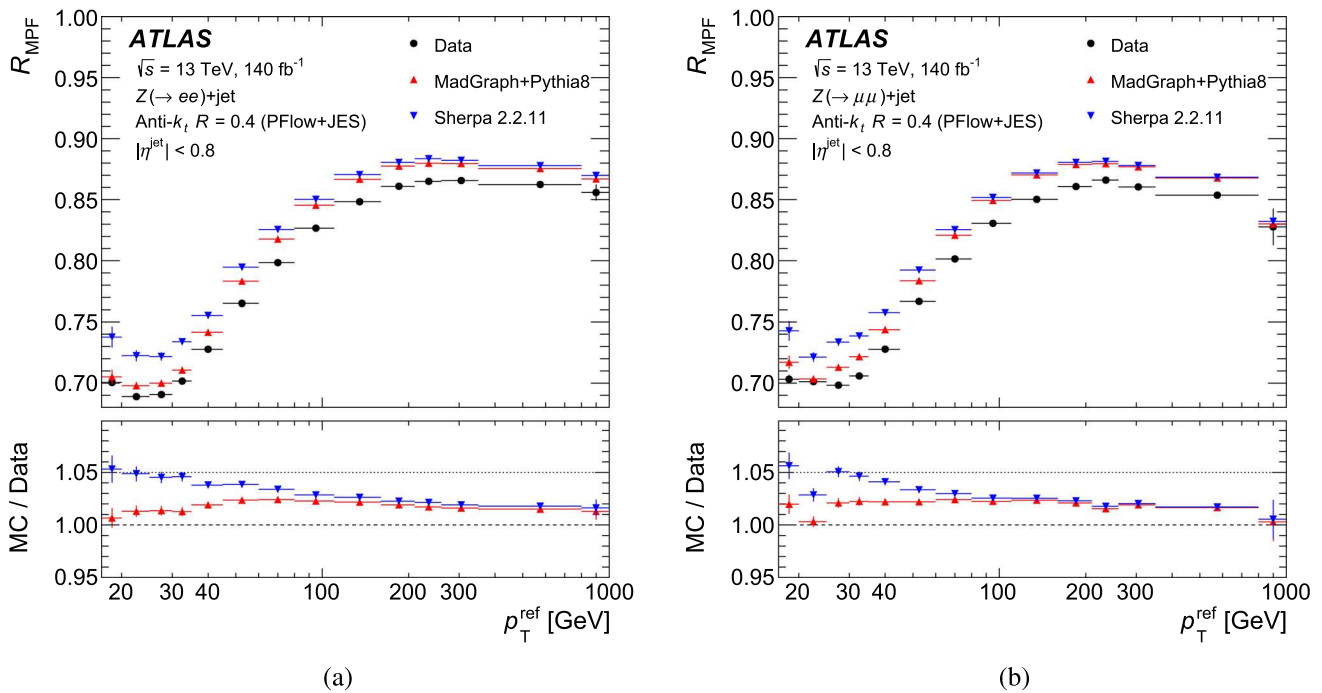 R_MPF
1.00
0.95
0.90
0.85
0.80
0.75
0.70
ATLAS
√s = 13 TeV, 140 fb⁻¹
Z(→ ee)+jet
Anti-k_t R = 0.4 (PFlow+JES)
|η^jet| < 0.8
Data
MadGraph+Pythia8
Sherpa 2.2.11
MC / Data
1.05
1.00
0.95
20 30 40 100 200 300 1000
p_T^ref [GeV]
(a)
R_MPF
1.00
0.95
0.90
0.85
0.80
0.75
0.70
ATLAS
√s = 13 TeV, 140 fb⁻¹
Z(→ μμ)+jet
Anti-k_t R = 0.4 (PFlow+JES)
|η^jet| < 0.8
Data
MadGraph+Pythia8
Sherpa 2.2.11
MC / Data
1.05
1.00
0.95
20 30 40 100 200 300 1000
p_T^ref [GeV]
(b)